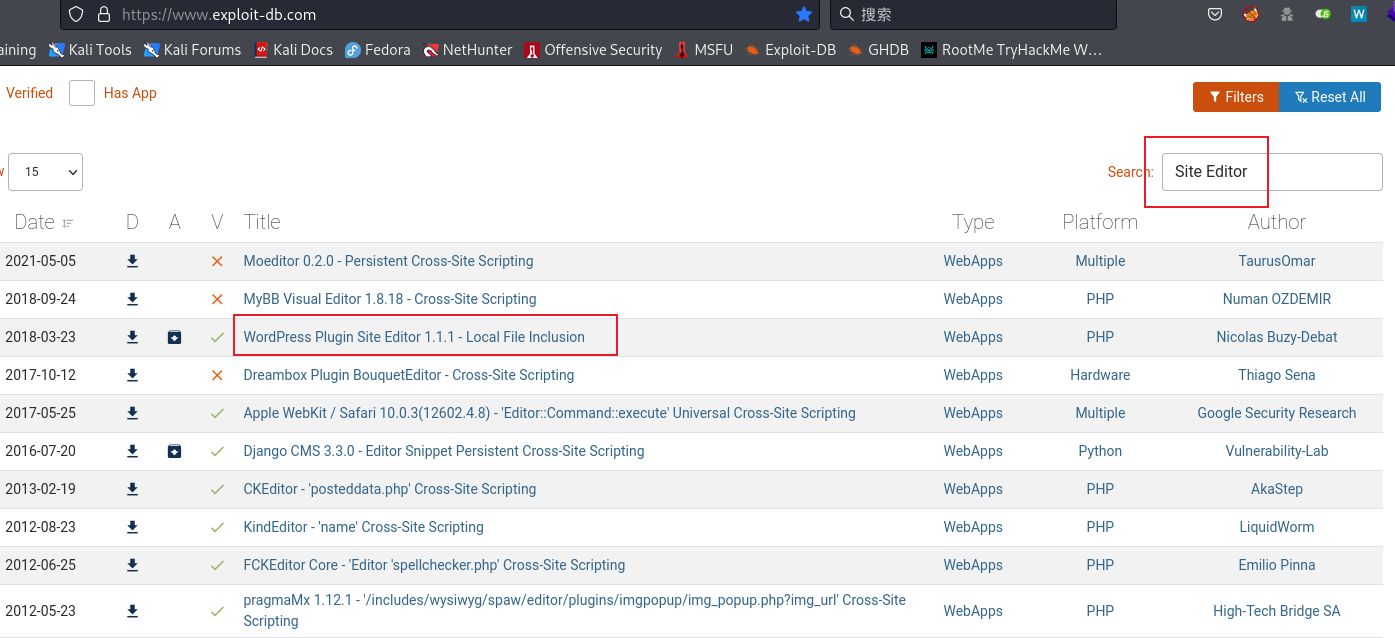 https://www.exploit-db.com 搜索
aining Kali Tools Kali Forums Kali Docs Fedora NetHunter Offensive Security MSFU Exploit-DB GHDB RootMe TryHackMe W…
Verified Has App
Filters Reset All
15 Search: Site Editor
Date D A V Title Type Platform Author
2021-05-05 Moeditor 0.2.0 - Persistent Cross-Site Scripting WebApps Multiple TaurusOmar
2018-09-24 MyBB Visual Editor 1.8.18 - Cross-Site Scripting WebApps PHP Numan OZDEMIR
2018-03-23 WordPress Plugin Site Editor 1.1.1 - Local File Inclusion WebApps PHP Nicolas Buzy-Debat
2017-10-12 Dreambox Plugin BouquetEditor - Cross-Site Scripting WebApps Hardware Thiago Sena
2017-05-25 Apple WebKit / Safari 10.0.3(12602.4.8) - 'Editor::Command::execute' Universal Cross-Site Scripting WebApps Multiple Google Security Research
2016-07-20 Django CMS 3.3.0 - Editor Snippet Persistent Cross-Site Scripting WebApps Python Vulnerability-Lab
2013-02-19 CKEditor - 'posteddata.php' Cross-Site Scripting WebApps PHP AkaStep
2012-08-23 KindEditor - 'name' Cross-Site Scripting WebApps PHP LiquidWorm
2012-06-25 FCKEditor Core - 'Editor 'spellchecker.php' Cross-Site Scripting WebApps PHP Emilio Pinna
2012-05-23 pragmaMx 1.12.1 - '/includes/wysiwyg/spaw/editor/plugins/imgpopup/img_popup.php?img_url' Cross-Site WebApps PHP High-Tech Bridge SA
Scripting